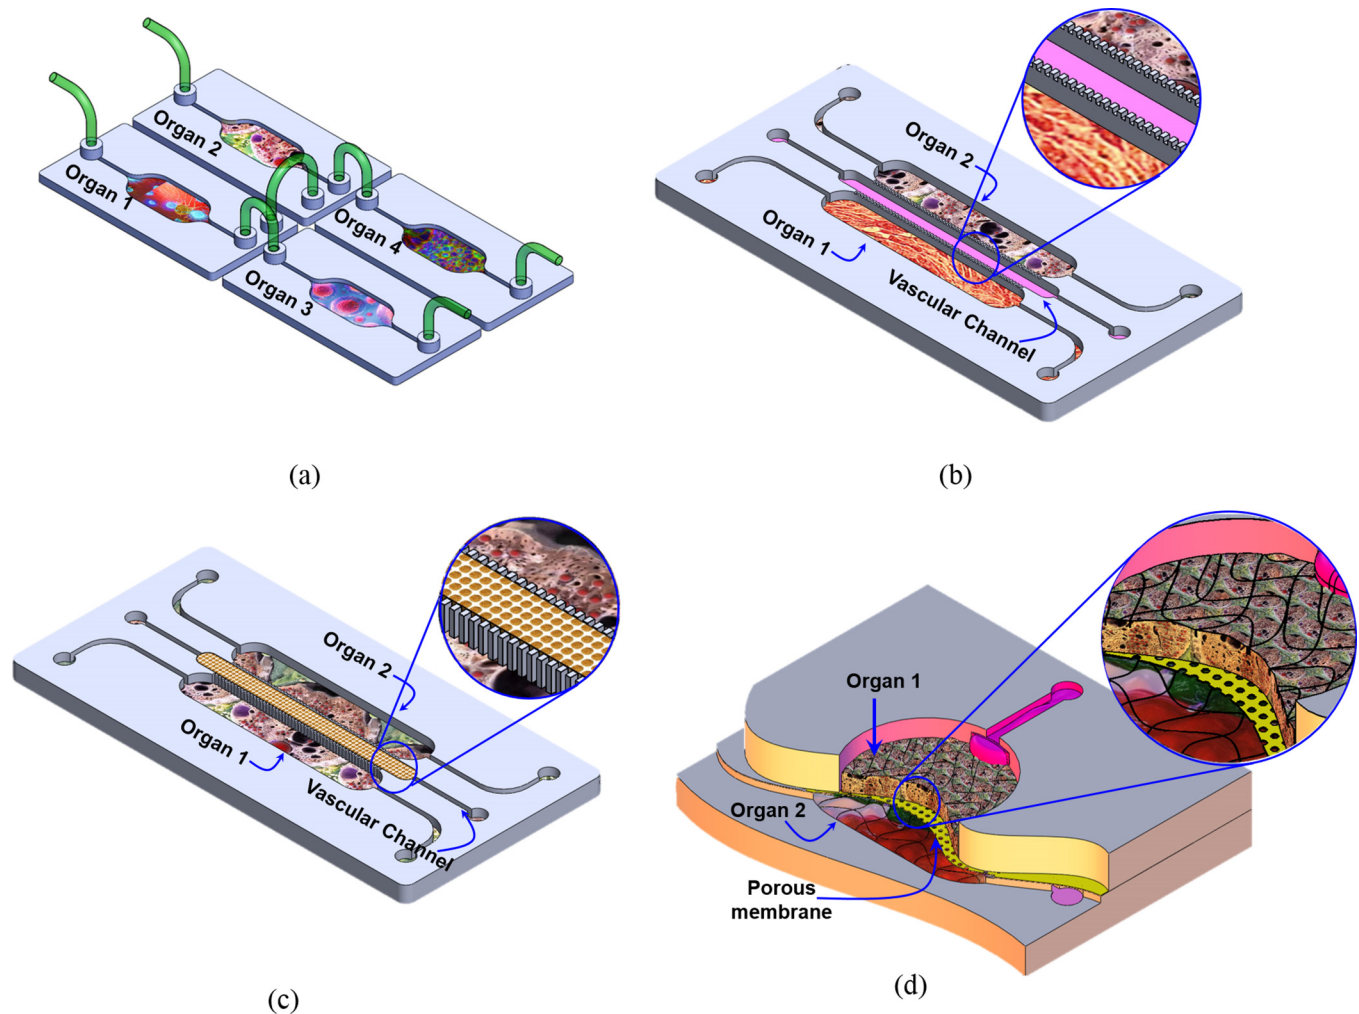 Organ 2
Organ 1
Organ 4
Organ 3
(a)
Organ 2
Organ 1
Vascular Channel
(b)
Organ 2
Organ 1
Vascular Channel
(c)
Organ 1
Organ 2
Porous
membrane
(d)